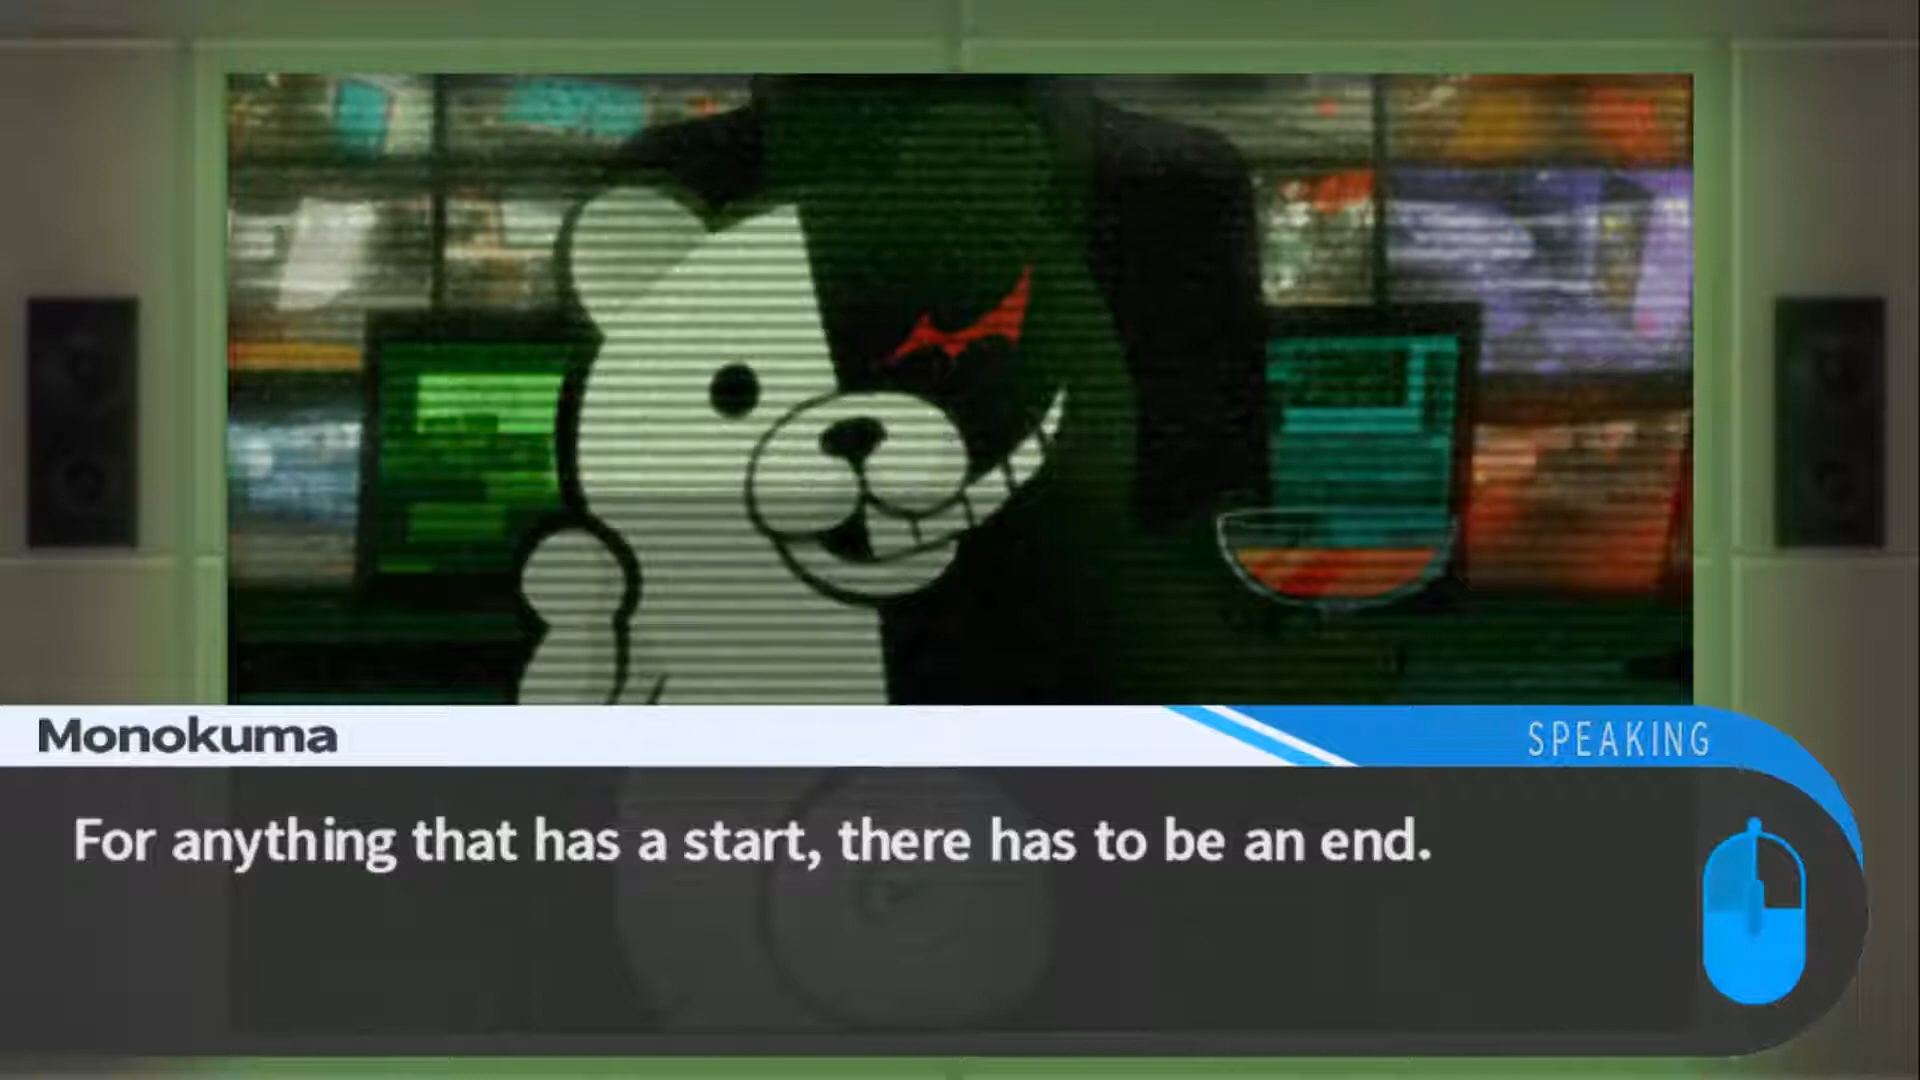 Monokuma
SPEAKING
For anything that has a start, there has to be an end.